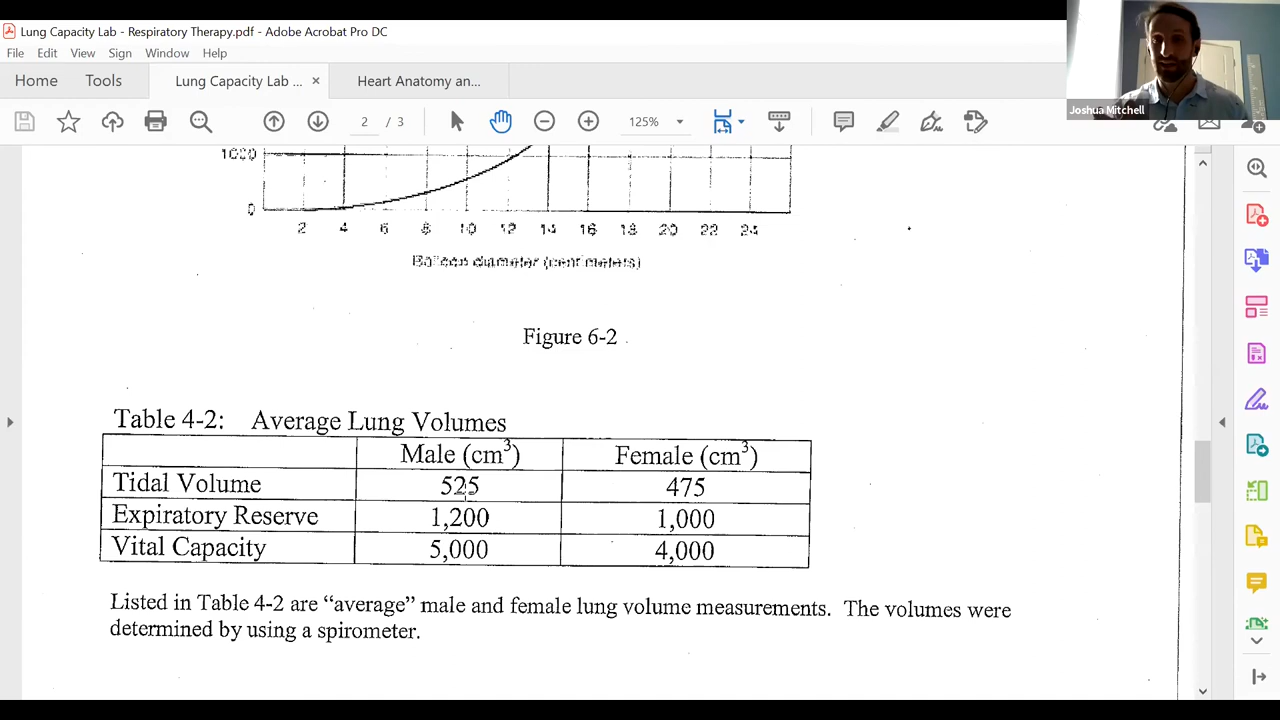 Lung Capacity Lab - Respiratory Therapy.pdf - Adobe Acrobat Pro DC
File Edit View Sign Window Help
Home Tools Lung Capacity Lab ... × Heart Anatomy an...
2 / 3 125%
Joshua Mitchell
1000
0
2 4 6 8 10 12 14 16 18 20 22 24
Balloon diameter (centimeters)
Figure 6-2
Table 4-2: Average Lung Volumes
Male (cm³) Female (cm³)
Tidal Volume 525 475
Expiratory Reserve 1,200 1,000
Vital Capacity 5,000 4,000
Listed in Table 4-2 are “average” male and female lung volume measurements. The volumes were
determined by using a spirometer.